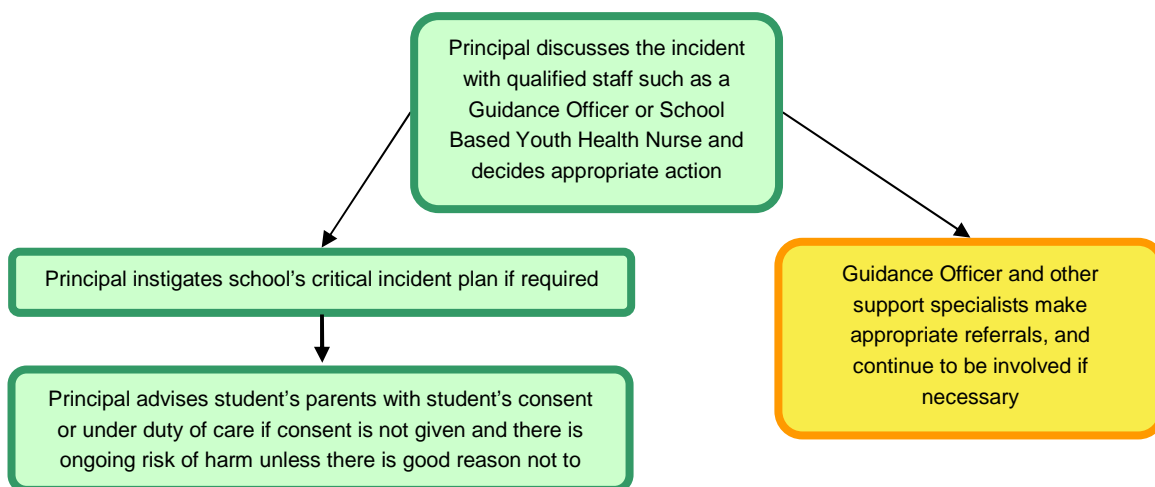 Principal discusses the incident
with qualified staff such as a
Guidance Officer or School
Based Youth Health Nurse and
decides appropriate action
Principal instigates school's critical incident plan if required
Guidance Officer and other
support specialists make
appropriate referrals, and
continue to be involved if
necessary
Principal advises student's parents with student's consent
or under duty of care if consent is not given and there is
ongoing risk of harm unless there is good reason not to